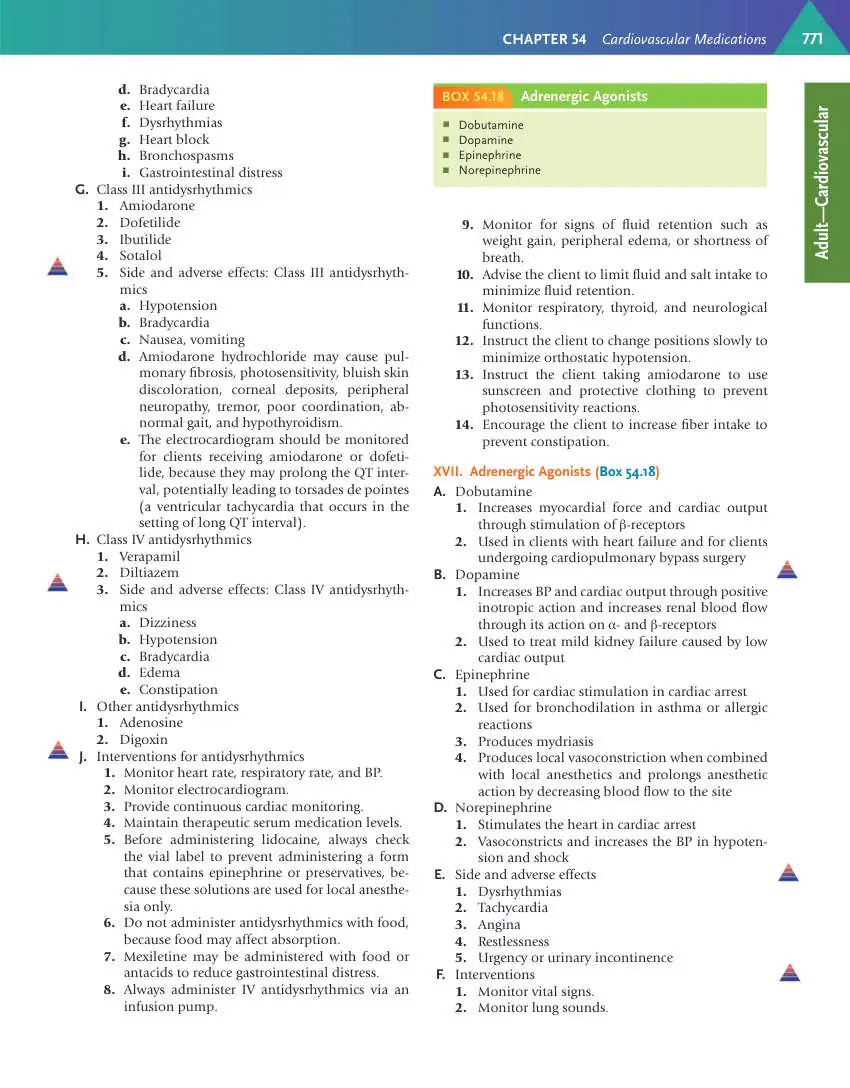 CHAPTER 54 Cardiovascular Medications 771
d. Bradycardia
e. Heart failure
f. Dysrhythmias
g. Heart block
h. Bronchospasms
i. Gastrointestinal distress
G. Class III antidysrhythmics
1. Amiodarone
2. Dofetilide
3. Ibutilide
4. Sotalol
5. Side and adverse effects: Class III antidysrhyth-
mics
a. Hypotension
b. Bradycardia
c. Nausea, vomiting
d. Amiodarone hydrochloride may cause pul-
monary fibrosis, photosensitivity, bluish skin
discoloration, corneal deposits, peripheral
neuropathy, tremor, poor coordination, ab-
normal gait, and hypothyroidism.
e. The electrocardiogram should be monitored
for clients receiving amiodarone or dofeti-
lide, because they may prolong the QT inter-
val, potentially leading to torsades de pointes
(a ventricular tachycardia that occurs in the
setting of long QT interval).
H. Class IV antidysrhythmics
1. Verapamil
2. Diltiazem
3. Side and adverse effects: Class IV antidysrhyth-
mics
a. Dizziness
b. Hypotension
c. Bradycardia
d. Edema
e. Constipation
I. Other antidysrhythmics
1. Adenosine
2. Digoxin
J. Interventions for antidysrhythmics
1. Monitor heart rate, respiratory rate, and BP.
2. Monitor electrocardiogram.
3. Provide continuous cardiac monitoring.
4. Maintain therapeutic serum medication levels.
5. Before administering lidocaine, always check
the vial label to prevent administering a form
that contains epinephrine or preservatives, be-
cause these solutions are used for local anesthe-
sia only.
6. Do not administer antidysrhythmics with food,
because food may affect absorption.
7. Mexiletine may be administered with food or
antacids to reduce gastrointestinal distress.
8. Always administer IV antidysrhythmics via an
infusion pump.
BOX 54.18 Adrenergic Agonists
■ Dobutamine
■ Dopamine
■ Epinephrine
■ Norepinephrine
9. Monitor for signs of fluid retention such as
weight gain, peripheral edema, or shortness of
breath.
10. Advise the client to limit fluid and salt intake to
minimize fluid retention.
11. Monitor respiratory, thyroid, and neurological
functions.
12. Instruct the client to change positions slowly to
minimize orthostatic hypotension.
13. Instruct the client taking amiodarone to use
sunscreen and protective clothing to prevent
photosensitivity reactions.
14. Encourage the client to increase fiber intake to
prevent constipation.
XVII. Adrenergic Agonists (Box 54.18)
A. Dobutamine
1. Increases myocardial force and cardiac output
through stimulation of β-receptors
2. Used in clients with heart failure and for clients
undergoing cardiopulmonary bypass surgery
B. Dopamine
1. Increases BP and cardiac output through positive
inotropic action and increases renal blood flow
through its action on α- and β-receptors
2. Used to treat mild kidney failure caused by low
cardiac output
C. Epinephrine
1. Used for cardiac stimulation in cardiac arrest
2. Used for bronchodilation in asthma or allergic
reactions
3. Produces mydriasis
4. Produces local vasoconstriction when combined
with local anesthetics and prolongs anesthetic
action by decreasing blood flow to the site
D. Norepinephrine
1. Stimulates the heart in cardiac arrest
2. Vasoconstricts and increases the BP in hypoten-
sion and shock
E. Side and adverse effects
1. Dysrhythmias
2. Tachycardia
3. Angina
4. Restlessness
5. Urgency or urinary incontinence
F. Interventions
1. Monitor vital signs.
2. Monitor lung sounds.
Adult—Cardiovascular